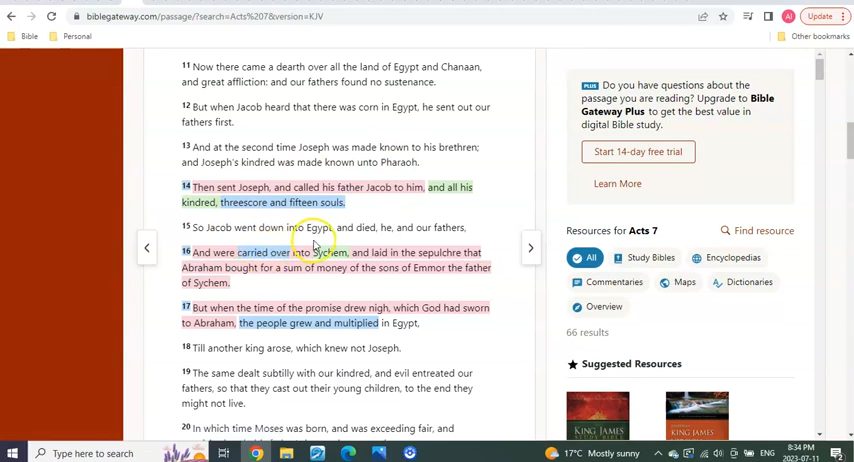 biblegateway.com/passage/?search=Acts%207&version=KJV
AI
Update
Bible
Personal
Other bookmarks
11 Now there came a dearth over all the land of Egypt and Chanaan,
and great affliction: and our fathers found no sustenance.
12 But when Jacob heard that there was corn in Egypt, he sent out our
fathers first.
13 And at the second time Joseph was made known to his brethren;
and Joseph's kindred was made known unto Pharaoh.
14 Then sent Joseph, and called his father Jacob to him, and all his
kindred, threescore and fifteen souls.
15 So Jacob went down into Egypt, and died, he, and our fathers,
16 And were carried over into Sychem, and laid in the sepulchre that
Abraham bought for a sum of money of the sons of Emmor the father
of Sychem.
17 But when the time of the promise drew nigh, which God had sworn
to Abraham, the people grew and multiplied in Egypt,
18 Till another king arose, which knew not Joseph.
19 The same dealt subtilly with our kindred, and evil entreated our
fathers, so that they cast out their young children, to the end they
might not live.
20 In which time Moses was born, and was exceeding fair, and
PLUS Do you have questions about the
passage you are reading? Upgrade to Bible
Gateway Plus to get the best value in
digital Bible study.
Start 14-day free trial
Learn More
Resources for Acts 7
Find resource
All
Study Bibles
Encyclopedias
Commentaries
Maps
Dictionaries
Overview
66 results
Suggested Resources
KING JAMES
STUDY BIBLE
KING JAMES
Type here to search
17°C Mostly sunny
ENG
8:34 PM
2023-07-11
2